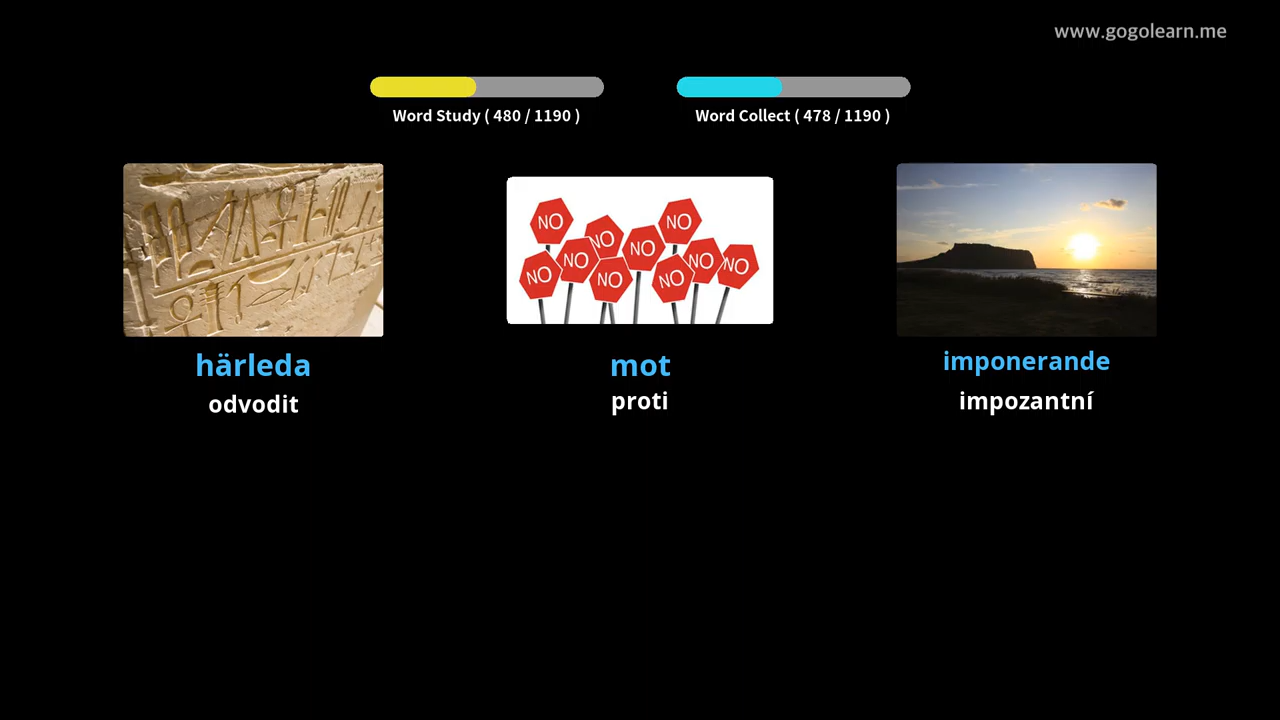 www.gogolearn.me
Word Study ( 480 / 1190 )
Word Collect ( 478 / 1190 )
NO
NO
NO
NO
NO
NO
NO
NO
NO
NO
härleda
mot
imponerande
odvodit
proti
impozantní